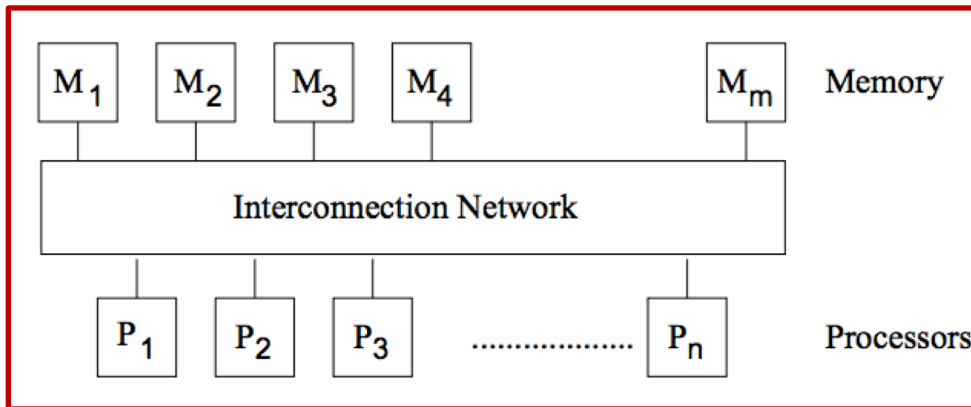 M1 M2 M3 M4 Mm Memory
Interconnection Network
P1 P2 P3 ................... Pn Processors